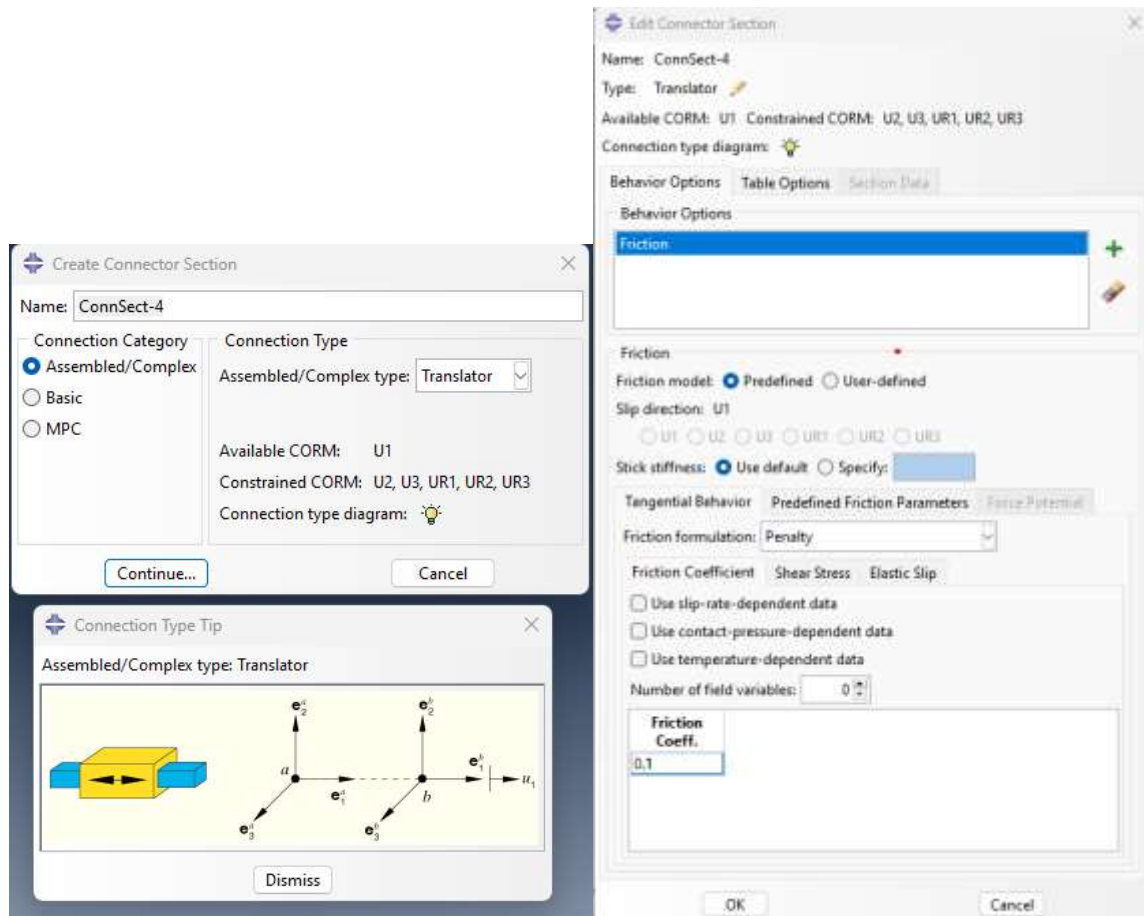 Create Connector Section
Name: ConnSect-4
Connection Category
Assembled/Complex
Basic
MPC
Connection Type
Assembled/Complex type: Translator
Available CORM: U1
Constrained CORM: U2, U3, UR1, UR2, UR3
Connection type diagram:
Continue...
Cancel
Connection Type Tip
Assembled/Complex type: Translator
e₂ᵃ
e₂ᵇ
a
e₁ᵃ
e₁ᵇ
u₁
b
e₃ᵃ
e₃ᵇ
Dismiss
Edit Connector Section
Name: ConnSect-4
Type: Translator
Available CORM: U1 Constrained CORM: U2, U3, UR1, UR2, UR3
Connection type diagram:
Behavior Options Table Options Section Data
Behavior Options
Friction
Friction
Friction model: Predefined User-defined
Slip direction: U1
U1 U2 U3 UR1 UR2 UR3
Stick stiffness: Use default Specify:
Tangential Behavior Predefined Friction Parameters Force Potential
Friction formulation: Penalty
Friction Coefficient Shear Stress Elastic Slip
Use slip-rate-dependent data
Use contact-pressure-dependent data
Use temperature-dependent data
Number of field variables: 0
Friction
Coeff.
0.1
OK
Cancel